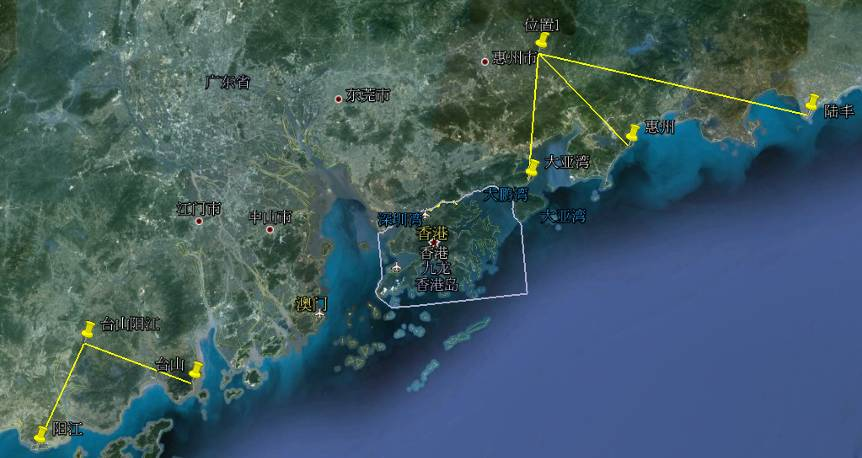 位置1
惠州市
广东省
东莞市
陆丰
惠州
大亚湾
大鹏湾
江门市
中山市
深圳湾
大亚湾
香港
香港
九龙
香港岛
澳门
台山阳江
台山
阳江